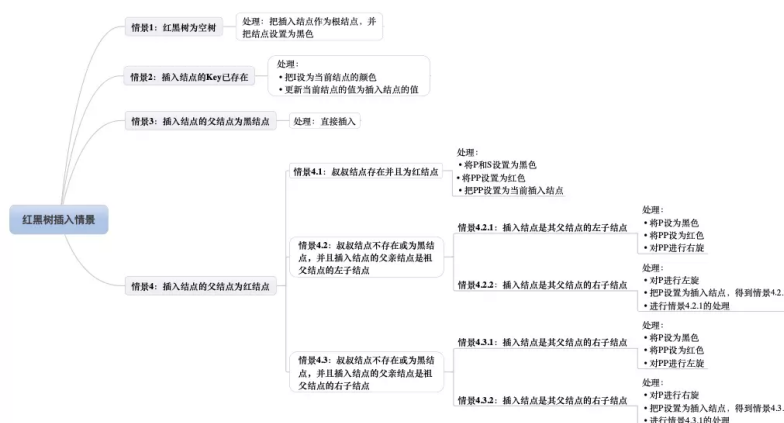 情景1：红黑树为空树
处理：把插入结点作为根结点，并
把结点设置为黑色
情景2：插入结点的Key已存在
处理：
• 把I设为当前结点的颜色
• 更新当前结点的值为插入结点的值
情景3：插入结点的父结点为黑结点
处理：直接插入
红黑树插入情景
情景4：插入结点的父结点为红结点
情景4.1：叔叔结点存在并且为红结点
处理：
• 将P和S设置为黑色
• 将PP设置为红色
• 把PP设置为当前插入结点
情景4.2：叔叔结点不存在或为黑结
点，并且插入结点的父亲结点是祖
父结点的左子结点
情景4.2.1：插入结点是其父结点的左子结点
处理：
• 将P设为黑色
• 将PP设为红色
• 对PP进行右旋
情景4.2.2：插入结点是其父结点的右子结点
处理：
• 对P进行左旋
• 把P设置为插入结点，得到情景4.2.
• 进行情景4.2.1的处理
情景4.3：叔叔结点不存在或为黑结
点，并且插入结点的父亲结点是祖
父结点的右子结点
情景4.3.1：插入结点是其父结点的右子结点
处理：
• 将P设为黑色
• 将PP设为红色
• 对PP进行左旋
情景4.3.2：插入结点是其父结点的右子结点
处理：
• 对P进行右旋
• 把P设置为插入结点，得到情景4.3.
• 进行情景4.3.1的处理